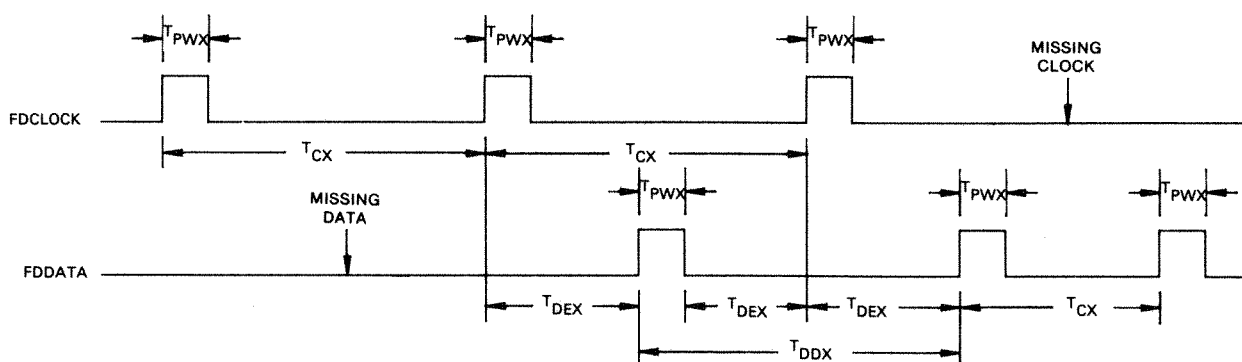 TPWX TPWX TPWX
MISSING
CLOCK
FDCLOCK
TCX TCX
TPWX TPWX TPWX
MISSING
DATA
FDDATA
TDEX TDEX TDEX TCX
TDDX